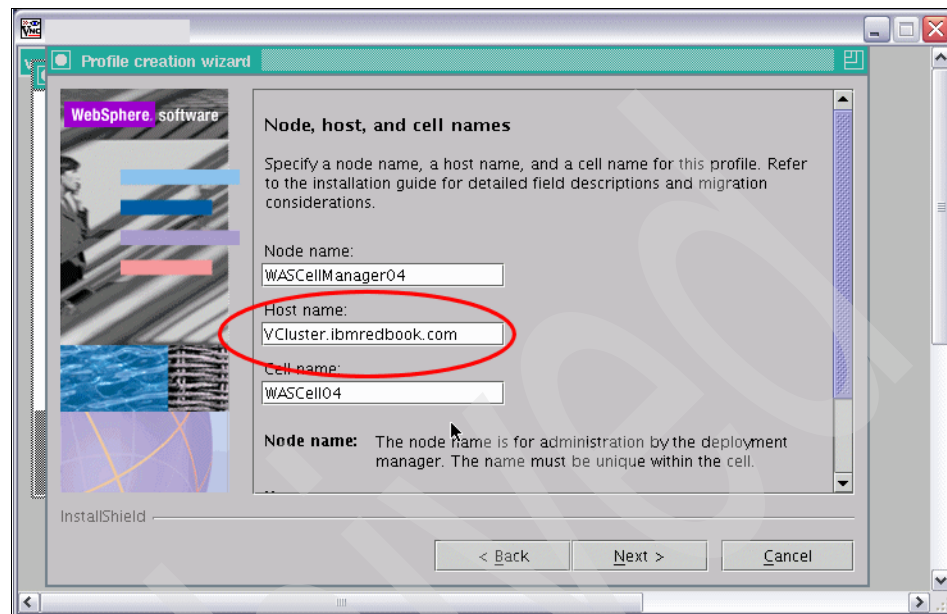 VNC
Profile creation wizard
WebSphere. software
Node, host, and cell names
Specify a node name, a host name, and a cell name for this profile. Refer
to the installation guide for detailed field descriptions and migration
considerations.
Node name:
WASCellManager04
Host name:
VCluster.ibmredbook.com
Cell name:
WASCell04
Node name: The node name is for administration by the deployment
manager. The name must be unique within the cell.
InstallShield
< Back
Next >
Cancel